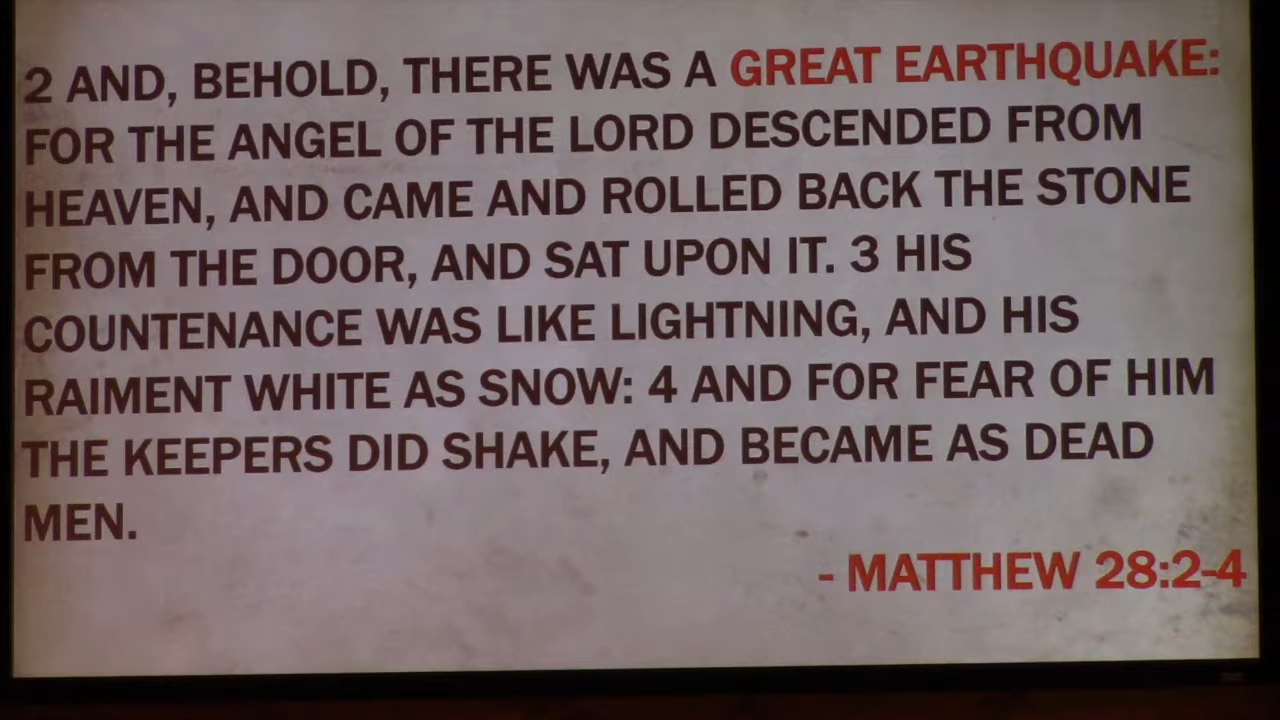 2 AND, BEHOLD, THERE WAS A GREAT EARTHQUAKE:
FOR THE ANGEL OF THE LORD DESCENDED FROM
HEAVEN, AND CAME AND ROLLED BACK THE STONE
FROM THE DOOR, AND SAT UPON IT. 3 HIS
COUNTENANCE WAS LIKE LIGHTNING, AND HIS
RAIMENT WHITE AS SNOW: 4 AND FOR FEAR OF HIM
THE KEEPERS DID SHAKE, AND BECAME AS DEAD
MEN.
- MATTHEW 28:2-4